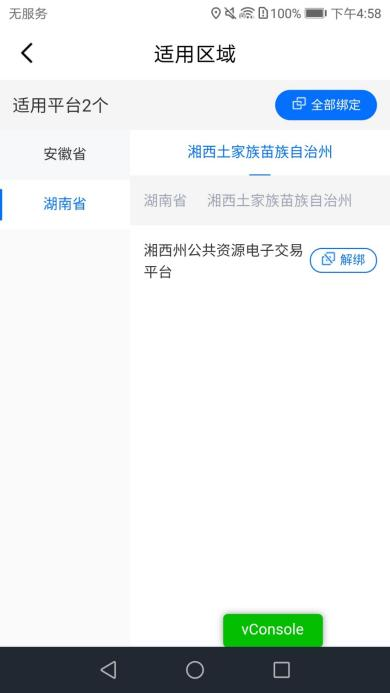 无服务
100% 下午4:58
适用区域
适用平台2个
全部绑定
安徽省
湖南省
湘西土家族苗族自治州
湖南省 湘西土家族苗族自治州
湘西州公共资源电子交易
平台
解绑
vConsole